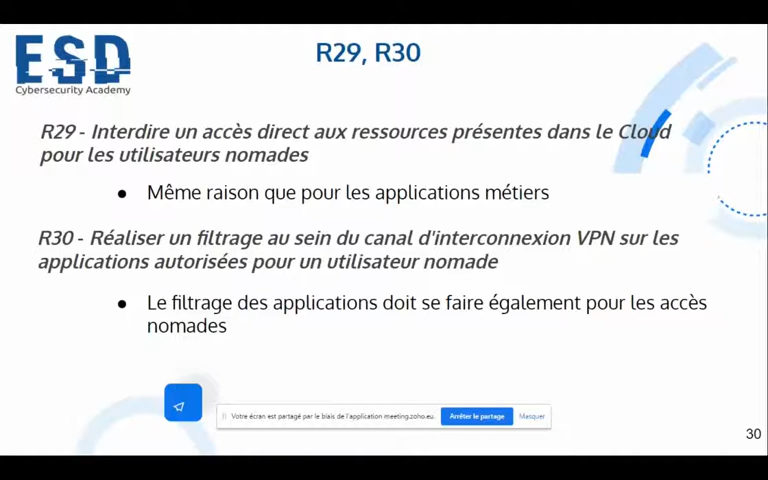 ESD
Cybersecurity Academy
R29, R30
R29 - Interdire un accès direct aux ressources présentes dans le Cloud
pour les utilisateurs nomades
● Même raison que pour les applications métiers
R30 - Réaliser un filtrage au sein du canal d'interconnexion VPN sur les
applications autorisées pour un utilisateur nomade
● Le filtrage des applications doit se faire également pour les accès
nomades
Votre écran est partagé par le biais de l'application meeting.zoho.eu. Arrêter le partage Masquer
30